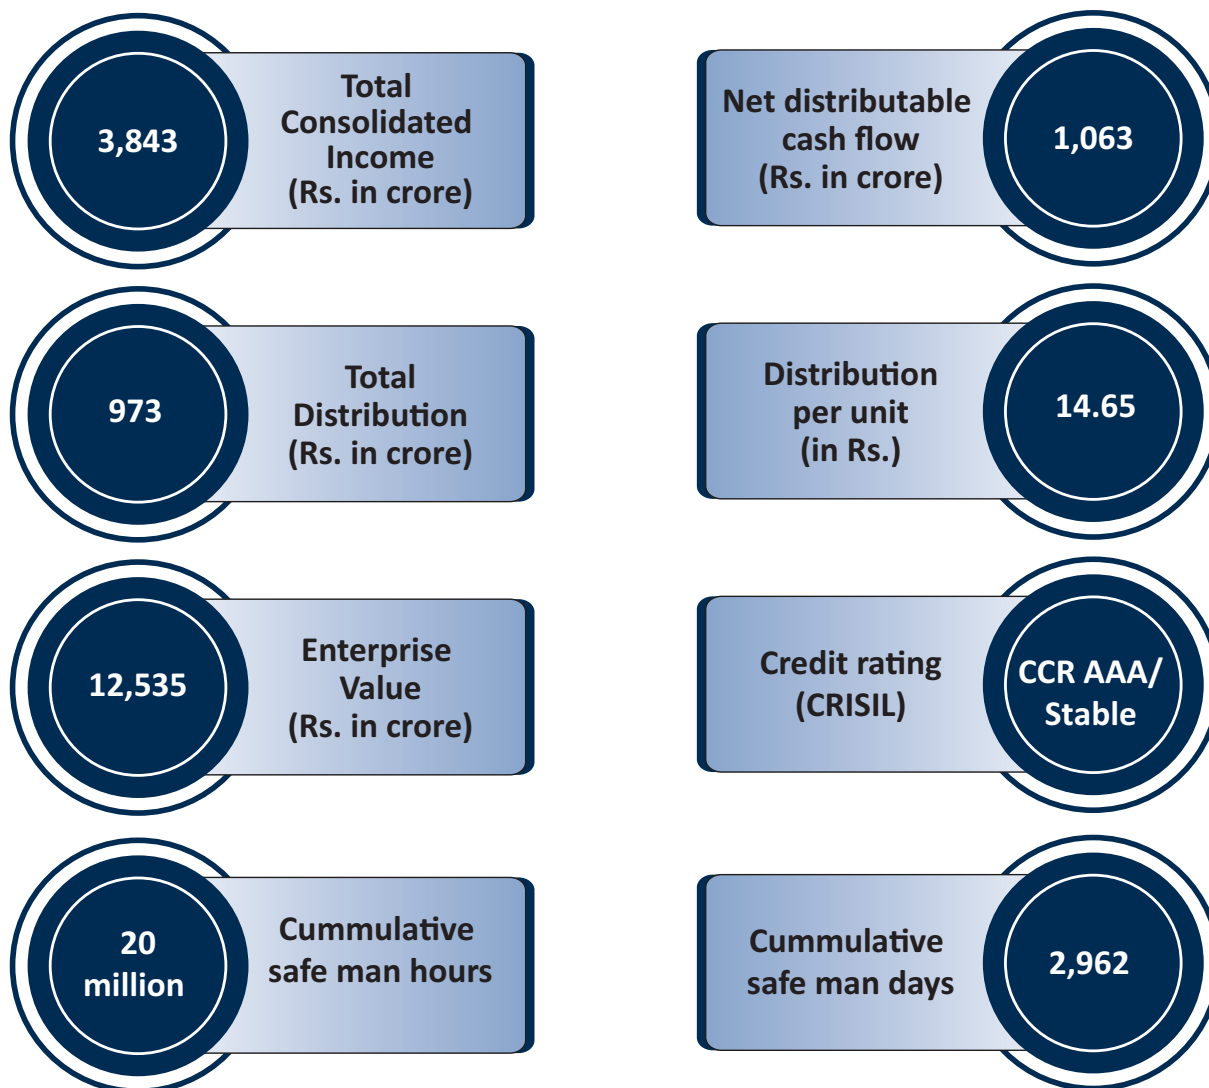 3,843
Total
Consolidated
Income
(Rs. in crore)
Net distributable
cash flow
(Rs. in crore)
1,063
973
Total
Distribution
(Rs. in crore)
Distribution
per unit
(in Rs.)
14.65
12,535
Enterprise
Value
(Rs. in crore)
Credit rating
(CRISIL)
CCR AAA/
Stable
20
million
Cummulative
safe man hours
Cummulative
safe man days
2,962